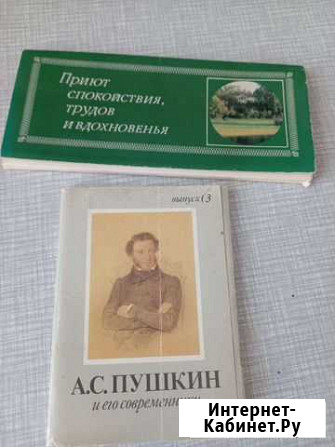 Приют
спокойствия,
трудов
и вдохновенья
выпуск 3
А.С.ПУШКИН
и его современники
Интернет-
Кабинет.Ру